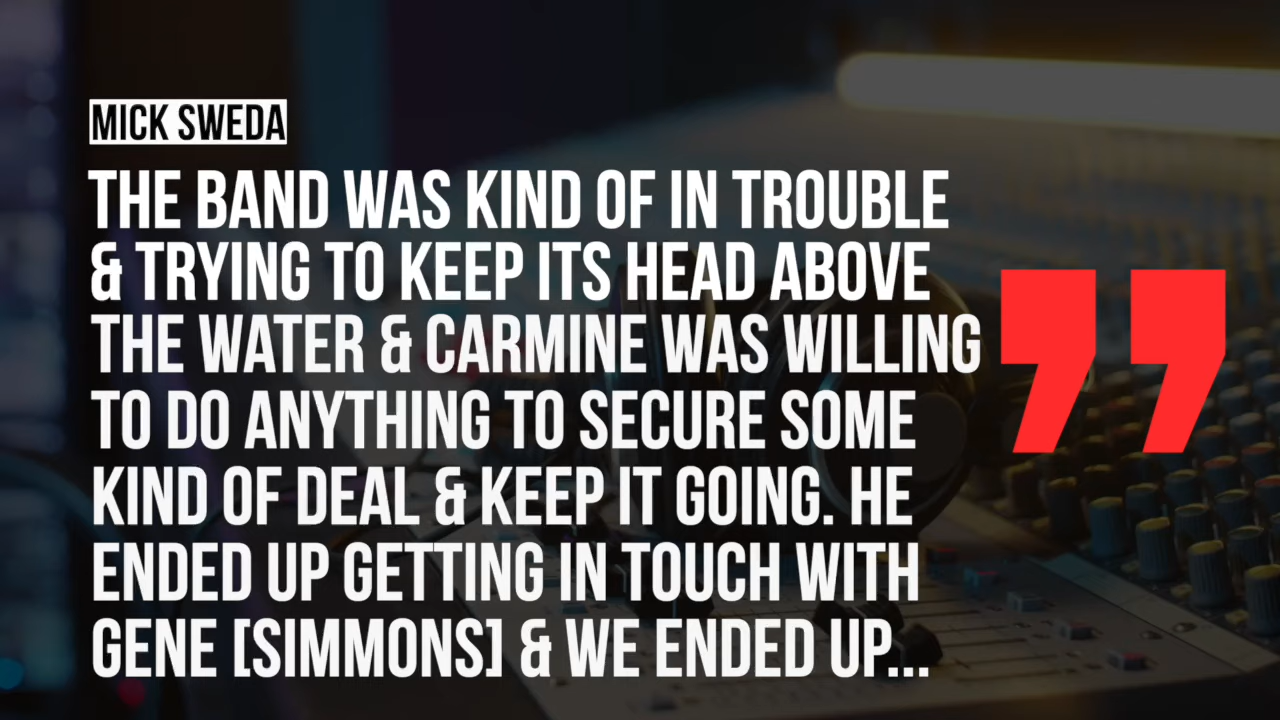 MICK SWEDA
THE BAND WAS KIND OF IN TROUBLE
& TRYING TO KEEP ITS HEAD ABOVE
THE WATER & CARMINE WAS WILLING
TO DO ANYTHING TO SECURE SOME
KIND OF DEAL & KEEP IT GOING. HE
ENDED UP GETTING IN TOUCH WITH
GENE [SIMMONS] & WE ENDED UP...
”